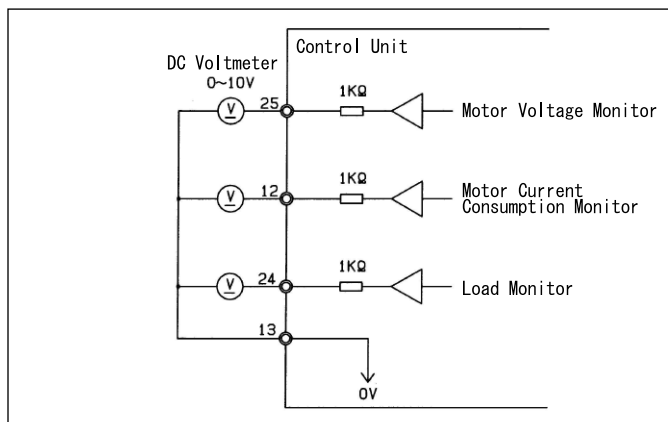 Control Unit
DC Voltmeter
0~10V
V
25
1KΩ
Motor Voltage Monitor
V
12
1KΩ
Motor Current
Consumption Monitor
V
24
1KΩ
Load Monitor
13
0V